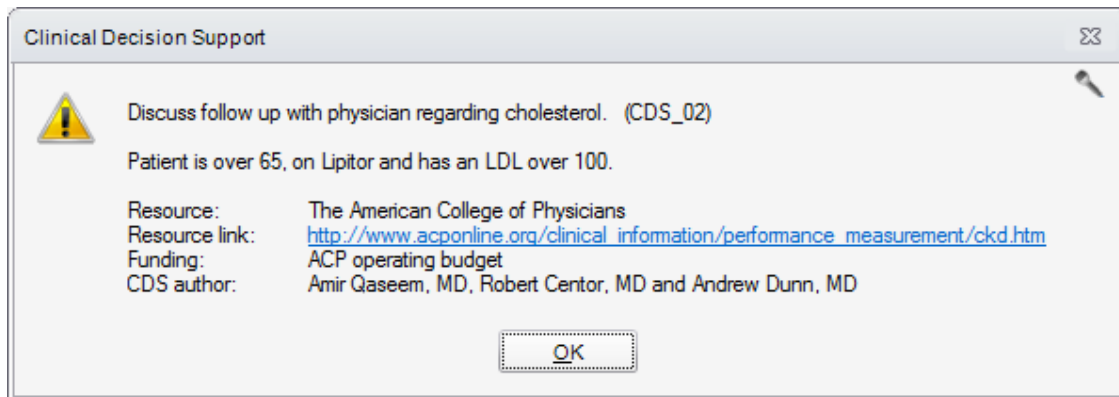 Clinical Decision Support
Discuss follow up with physician regarding cholesterol. (CDS_02)
Patient is over 65, on Lipitor and has an LDL over 100.
Resource: The American College of Physicians
Resource link: http://www.acponline.org/clinical_information/performance_measurement/ckd.htm
Funding: ACP operating budget
CDS author: Amir Qaseem, MD, Robert Centor, MD and Andrew Dunn, MD
OK